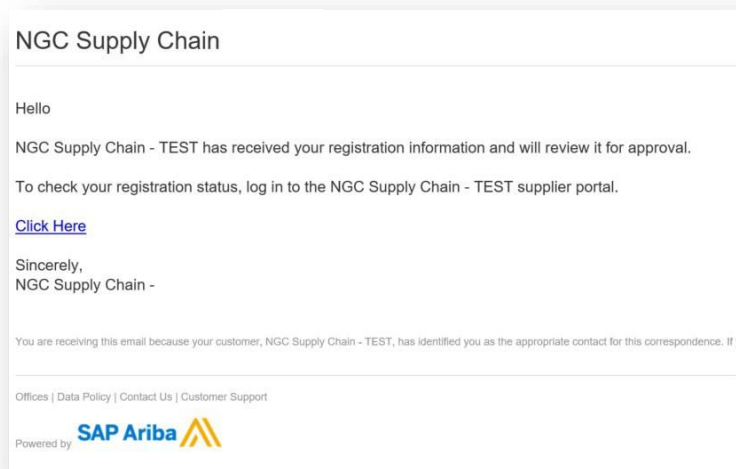 NGC Supply Chain
Hello
NGC Supply Chain - TEST has received your registration information and will review it for approval.
To check your registration status, log in to the NGC Supply Chain - TEST supplier portal.
Click Here
Sincerely,
NGC Supply Chain -
You are receiving this email because your customer, NGC Supply Chain - TEST, has identified you as the appropriate contact for this correspondence. If
Offices | Data Policy | Contact Us | Customer Support
Powered by SAP Ariba